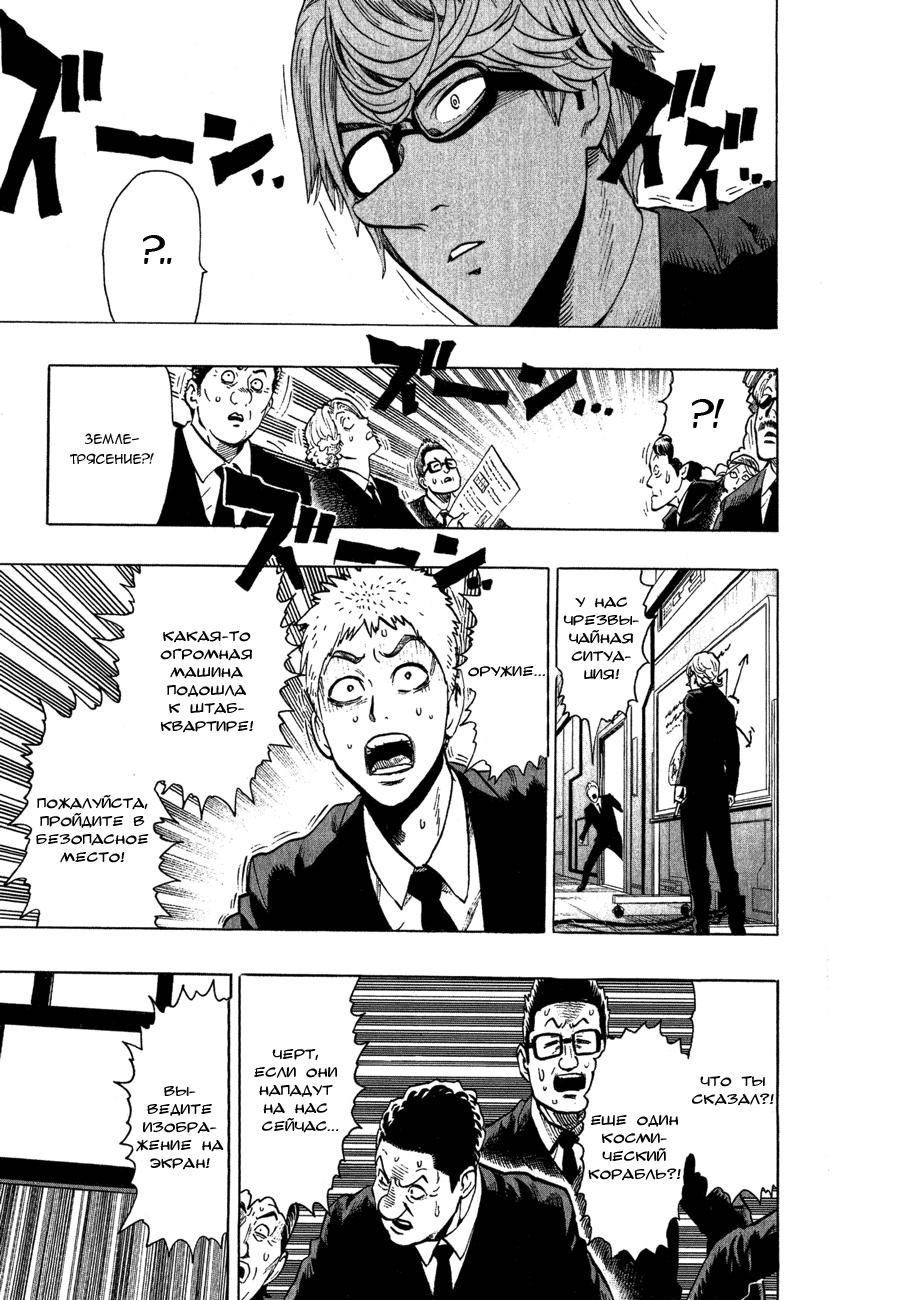 ズズ..
ズーン..
?..
?!
ズーン...
ЗЕМЛЕ-
ТРЯСЕНИЕ?!
У НАС
ЧРЕЗВЫ-
ЧАЙНАЯ
СИТУА-
ЦИЯ!
ズーン..
ОРУЖИЕ...
КАКАЯ-ТО
ОГРОМНАЯ
МАШИНА
ПОДОШЛА
К ШТАБ-
КВАРТИРЕ!
ПОЖАЛУЙСТА,
ПРОЙДИТЕ В
БЕЗОПАСНОЕ
МЕСТО!
ЧТО ТЫ
СКАЗАЛ?!
ЕЩЕ ОДИН
КОСМИ-
ЧЕСКИЙ
КОРАБЛЬ?!
ЧЕРТ,
ЕСЛИ ОНИ
НАПАДУТ
НА НАС
СЕЙЧАС...
ВЫ-
ВЕДИТЕ
ИЗОБРА-
ЖЕНИЕ НА
ЭКРАН!